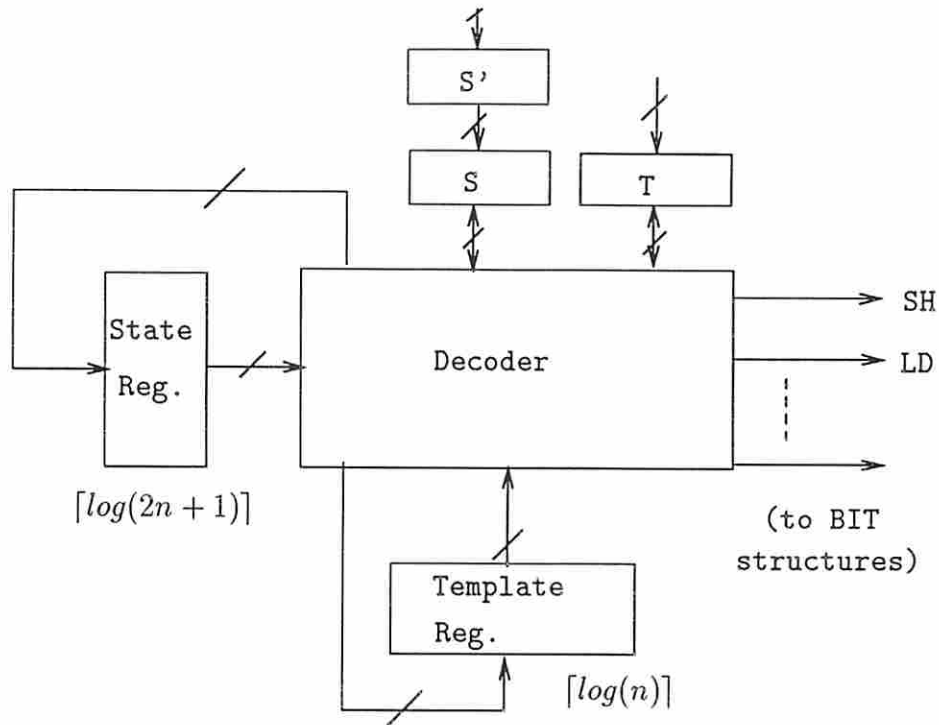 S'
S
T
State
Reg.
Decoder
SH
LD
⌈log(2n + 1)⌉
(to BIT
structures)
Template
Reg.
⌈log(n)⌉